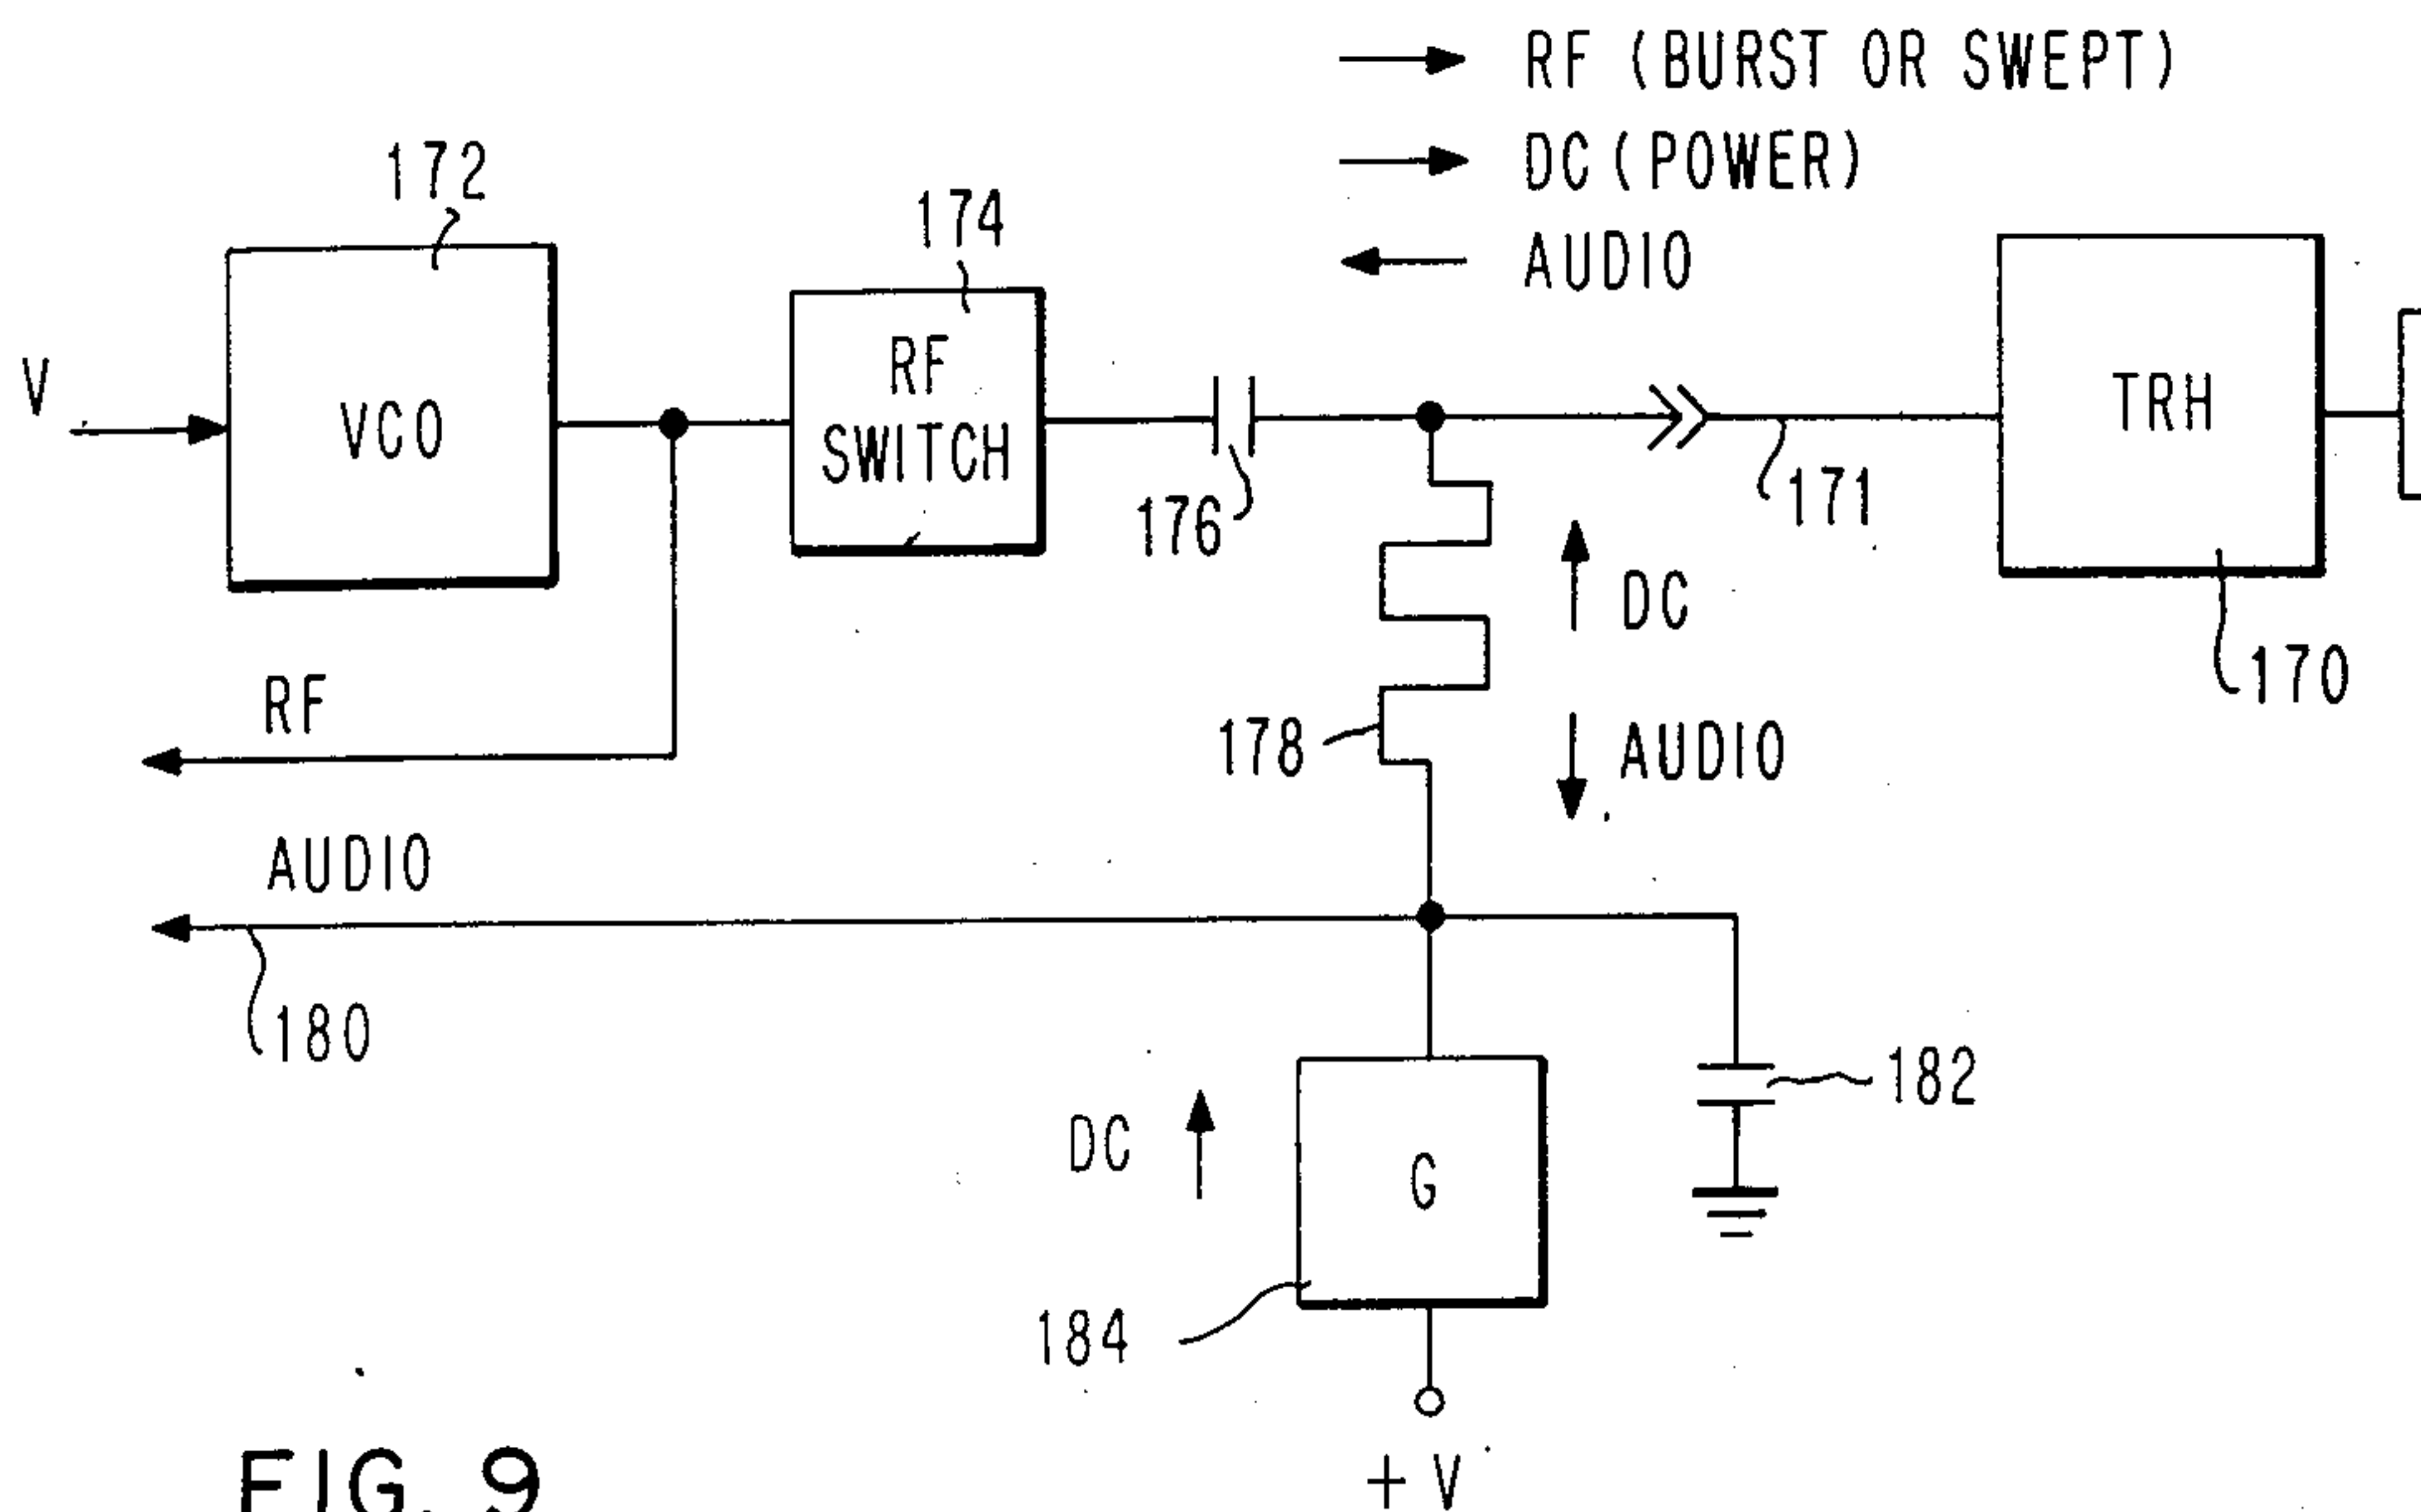 RF (BURST OR SWEPT)
DC (POWER)
AUDIO
172
174
V
VCO
RF
SWITCH
176
171
TRH
170
DC
178
AUDIO
RF
AUDIO
180
182
DC
G
184
+ V
FIG. 9